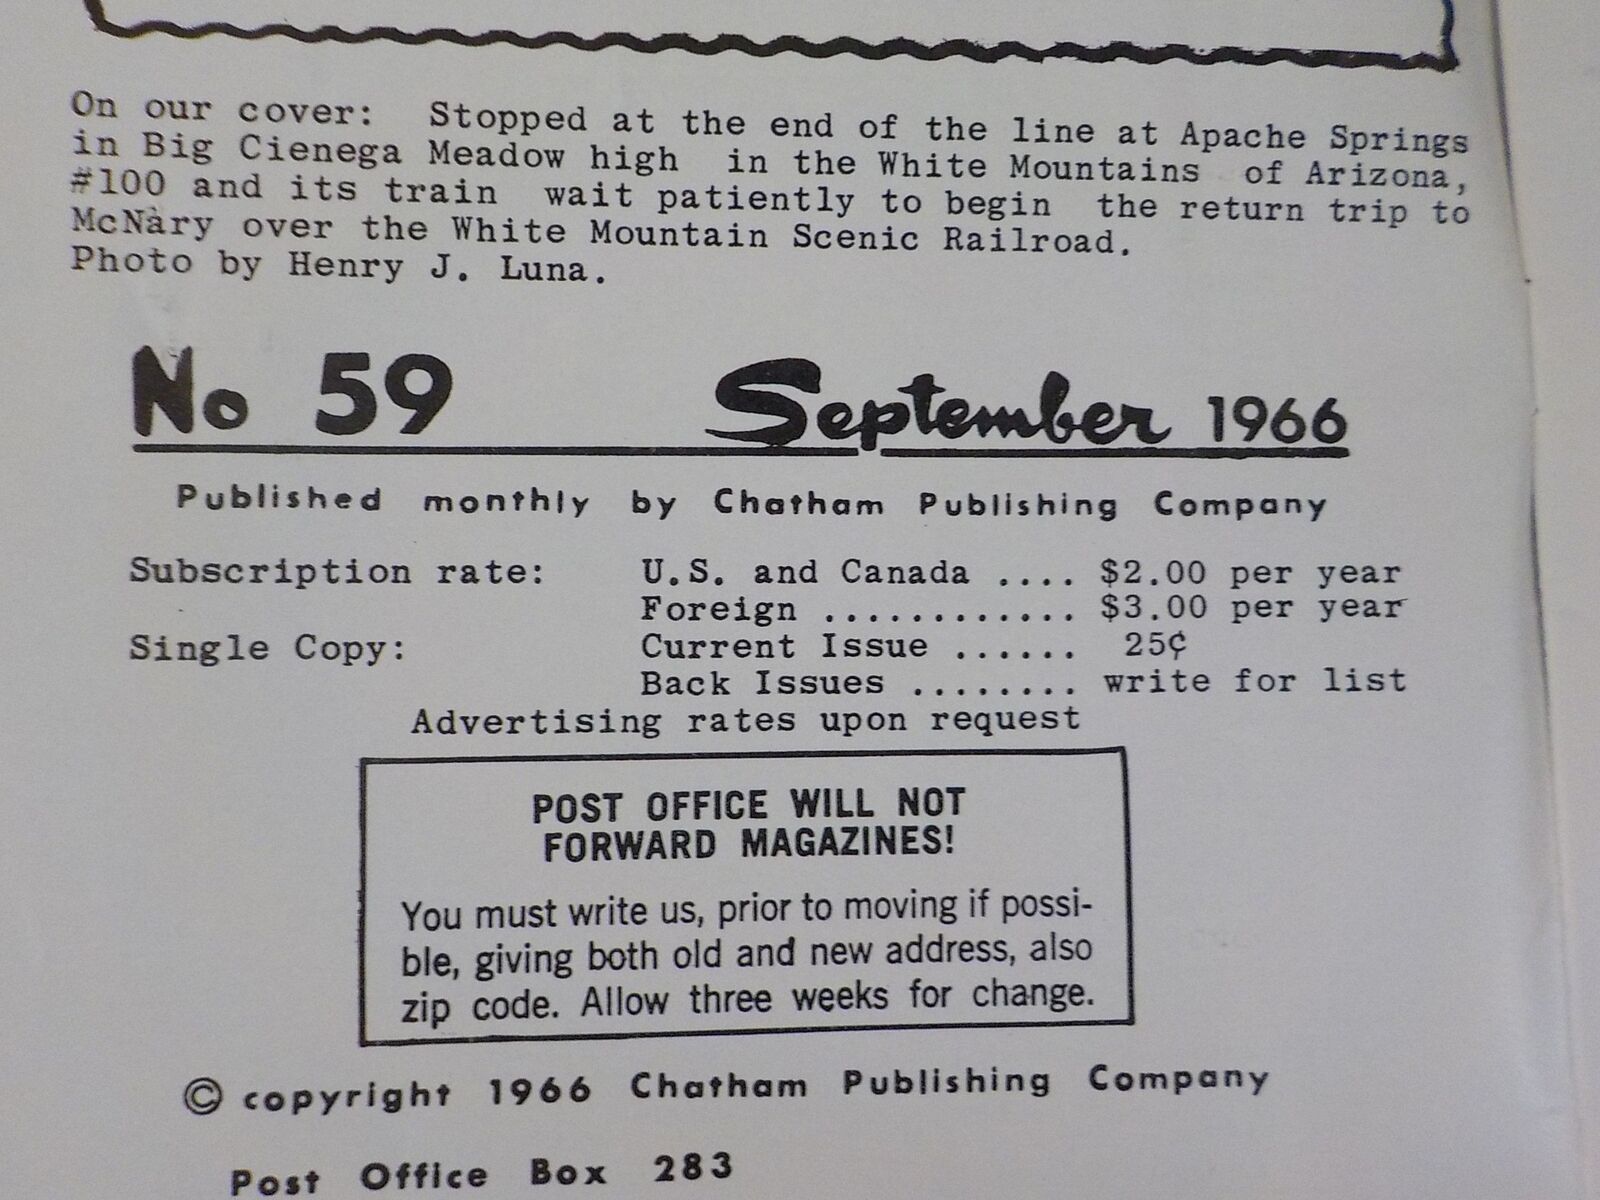 On our cover: Stopped at the end of the line at Apache Springs
in Big Cienega Meadow high in the White Mountains of Arizona,
#100 and its train wait patiently to begin the return trip to
McNary over the White Mountain Scenic Railroad.
Photo by Henry J. Luna.
No 59 September 1966
Published monthly by Chatham Publishing Company
Subscription rate: U.S. and Canada .... $2.00 per year
Foreign ............ $3.00 per year
Single Copy: Current Issue ...... 25¢
Back Issues ........ write for list
Advertising rates upon request
POST OFFICE WILL NOT
FORWARD MAGAZINES!
You must write us, prior to moving if possi-
ble, giving both old and new address, also
zip code. Allow three weeks for change.
© copyright 1966 Chatham Publishing Company
Post Office Box 283